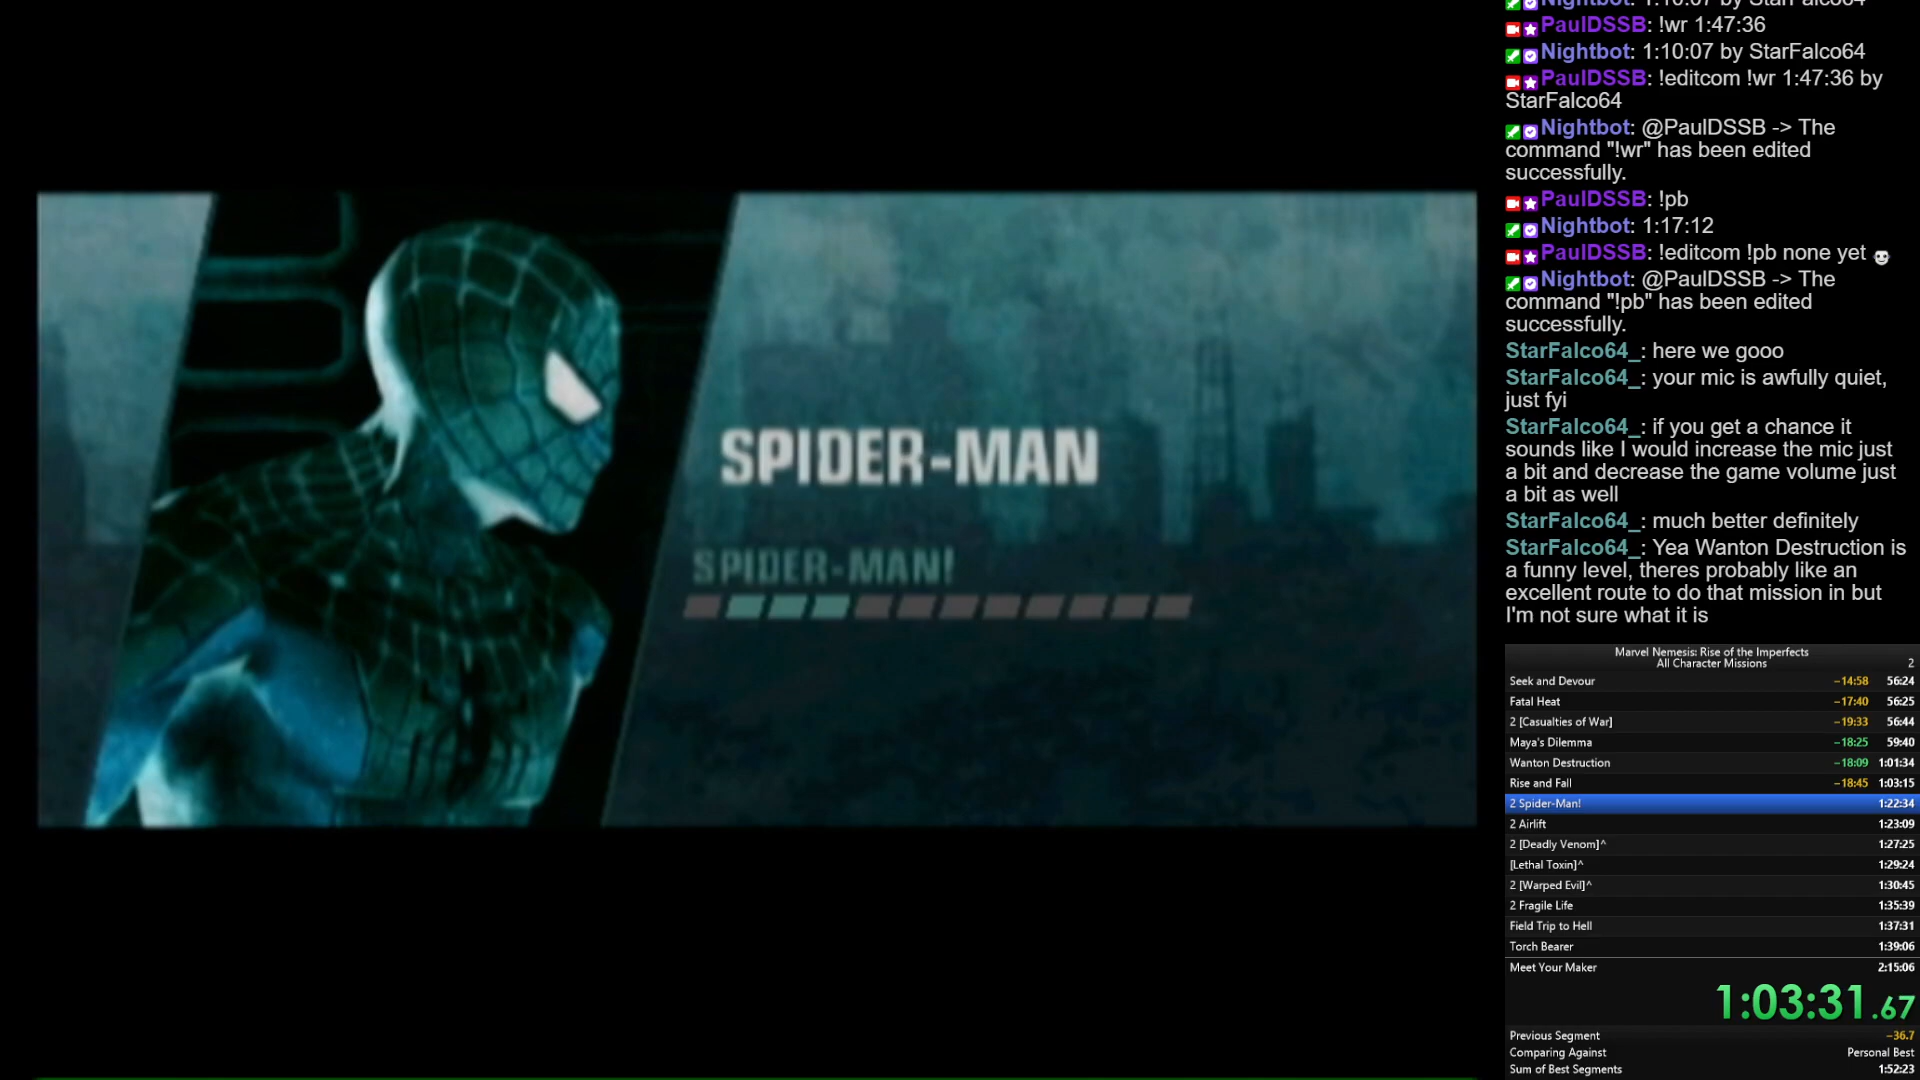 SPIDER-MAN
SPIDER-MAN!
Nightbot: 1:10:07 by StarFalco64
PaulDSSB: !wr 1:47:36
Nightbot: 1:10:07 by StarFalco64
PaulDSSB: !editcom !wr 1:47:36 by
StarFalco64
Nightbot: @PaulDSSB -> The
command "!wr" has been edited
successfully.
PaulDSSB: !pb
Nightbot: 1:17:12
PaulDSSB: !editcom !pb none yet
Nightbot: @PaulDSSB -> The
command "!pb" has been edited
successfully.
StarFalco64_: here we gooo
StarFalco64_: your mic is awfully quiet,
just fyi
StarFalco64_: if you get a chance it
sounds like I would increase the mic just
a bit and decrease the game volume just
a bit as well
StarFalco64_: much better definitely
StarFalco64_: Yea Wanton Destruction is
a funny level, theres probably like an
excellent route to do that mission in but
I'm not sure what it is
Marvel Nemesis: Rise of the Imperfects
All Character Missions 2
Seek and Devour −14:58 56:24
Fatal Heat −17:40 56:25
2 [Casualties of War] −19:33 56:44
Maya's Dilemma −18:25 59:40
Wanton Destruction −18:09 1:01:34
Rise and Fall −18:45 1:03:15
2 Spider-Man! 1:22:34
2 Airlift 1:23:09
2 [Deadly Venom]^ 1:27:25
[Lethal Toxin]^ 1:29:24
2 [Warped Evil]^ 1:30:45
2 Fragile Life 1:35:39
Field Trip to Hell 1:37:31
Torch Bearer 1:39:06
Meet Your Maker 2:15:06
1:03:31.67
Previous Segment −36.7
Comparing Against Personal Best
Sum of Best Segments 1:52:23